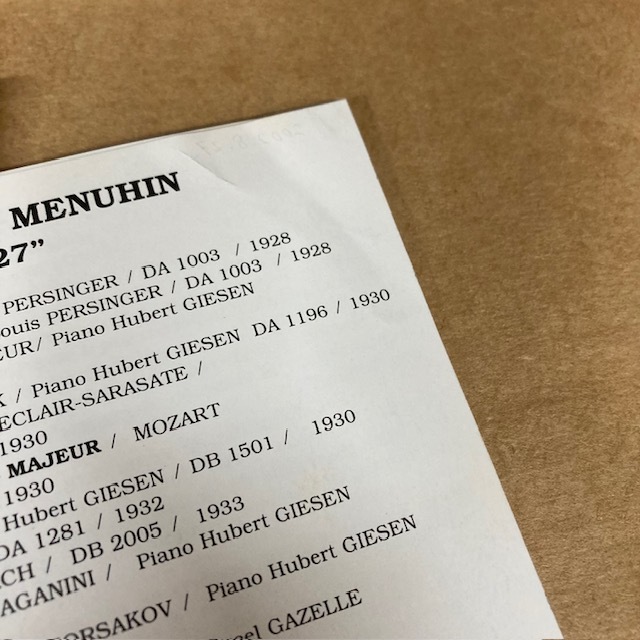 MENUHIN
27”
PERSINGER / DA 1003 / 1928
ouis PERSINGER / DA 1003 / 1928
EUR/ Piano Hubert GIESEN
K / Piano Hubert GIESEN DA 1196 / 1930
ECLAIR-SARASATE /
1930
MAJEUR / MOZART
1930
Hubert GIESEN / DB 1501 / 1930
DA 1281 / 1932
CH / DB 2005 / 1933
AGANINI / Piano Hubert GIESEN
ORSAKOV / Piano Hubert GIESEN
GAZELLE